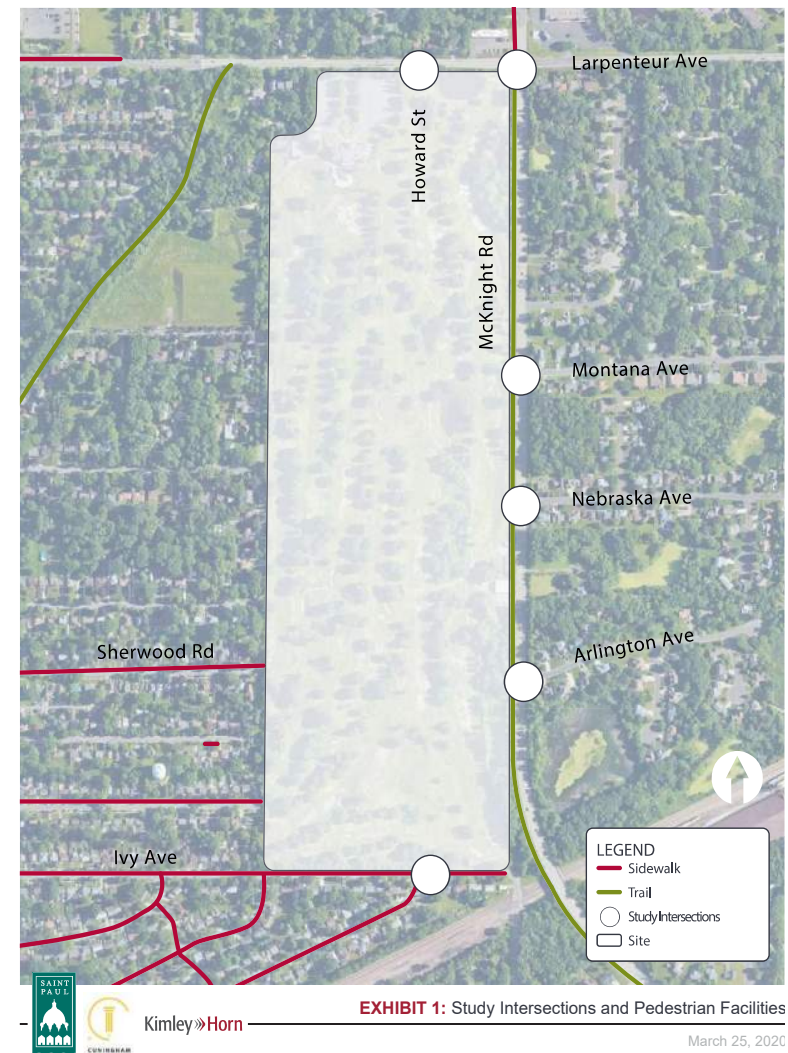 Larpenteur Ave
Howard St
McKnight Rd
Montana Ave
Nebraska Ave
Sherwood Rd
Arlington Ave
Ivy Ave
LEGEND
Sidewalk
Trail
Study Intersections
Site
SAINT
PAUL
CUNINGHAM
Kimley»Horn
EXHIBIT 1: Study Intersections and Pedestrian Facilities
March 25, 2020